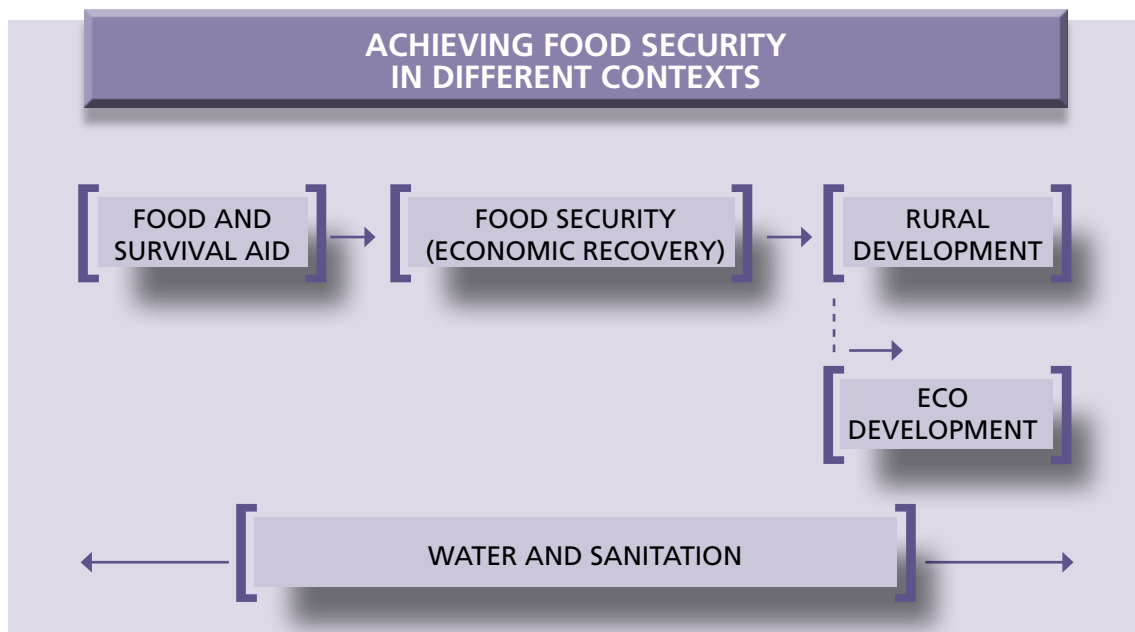 ACHIEVING FOOD SECURITY
IN DIFFERENT CONTEXTS
FOOD AND
SURVIVAL AID
FOOD SECURITY
(ECONOMIC RECOVERY)
RURAL
DEVELOPMENT
ECO
DEVELOPMENT
WATER AND SANITATION